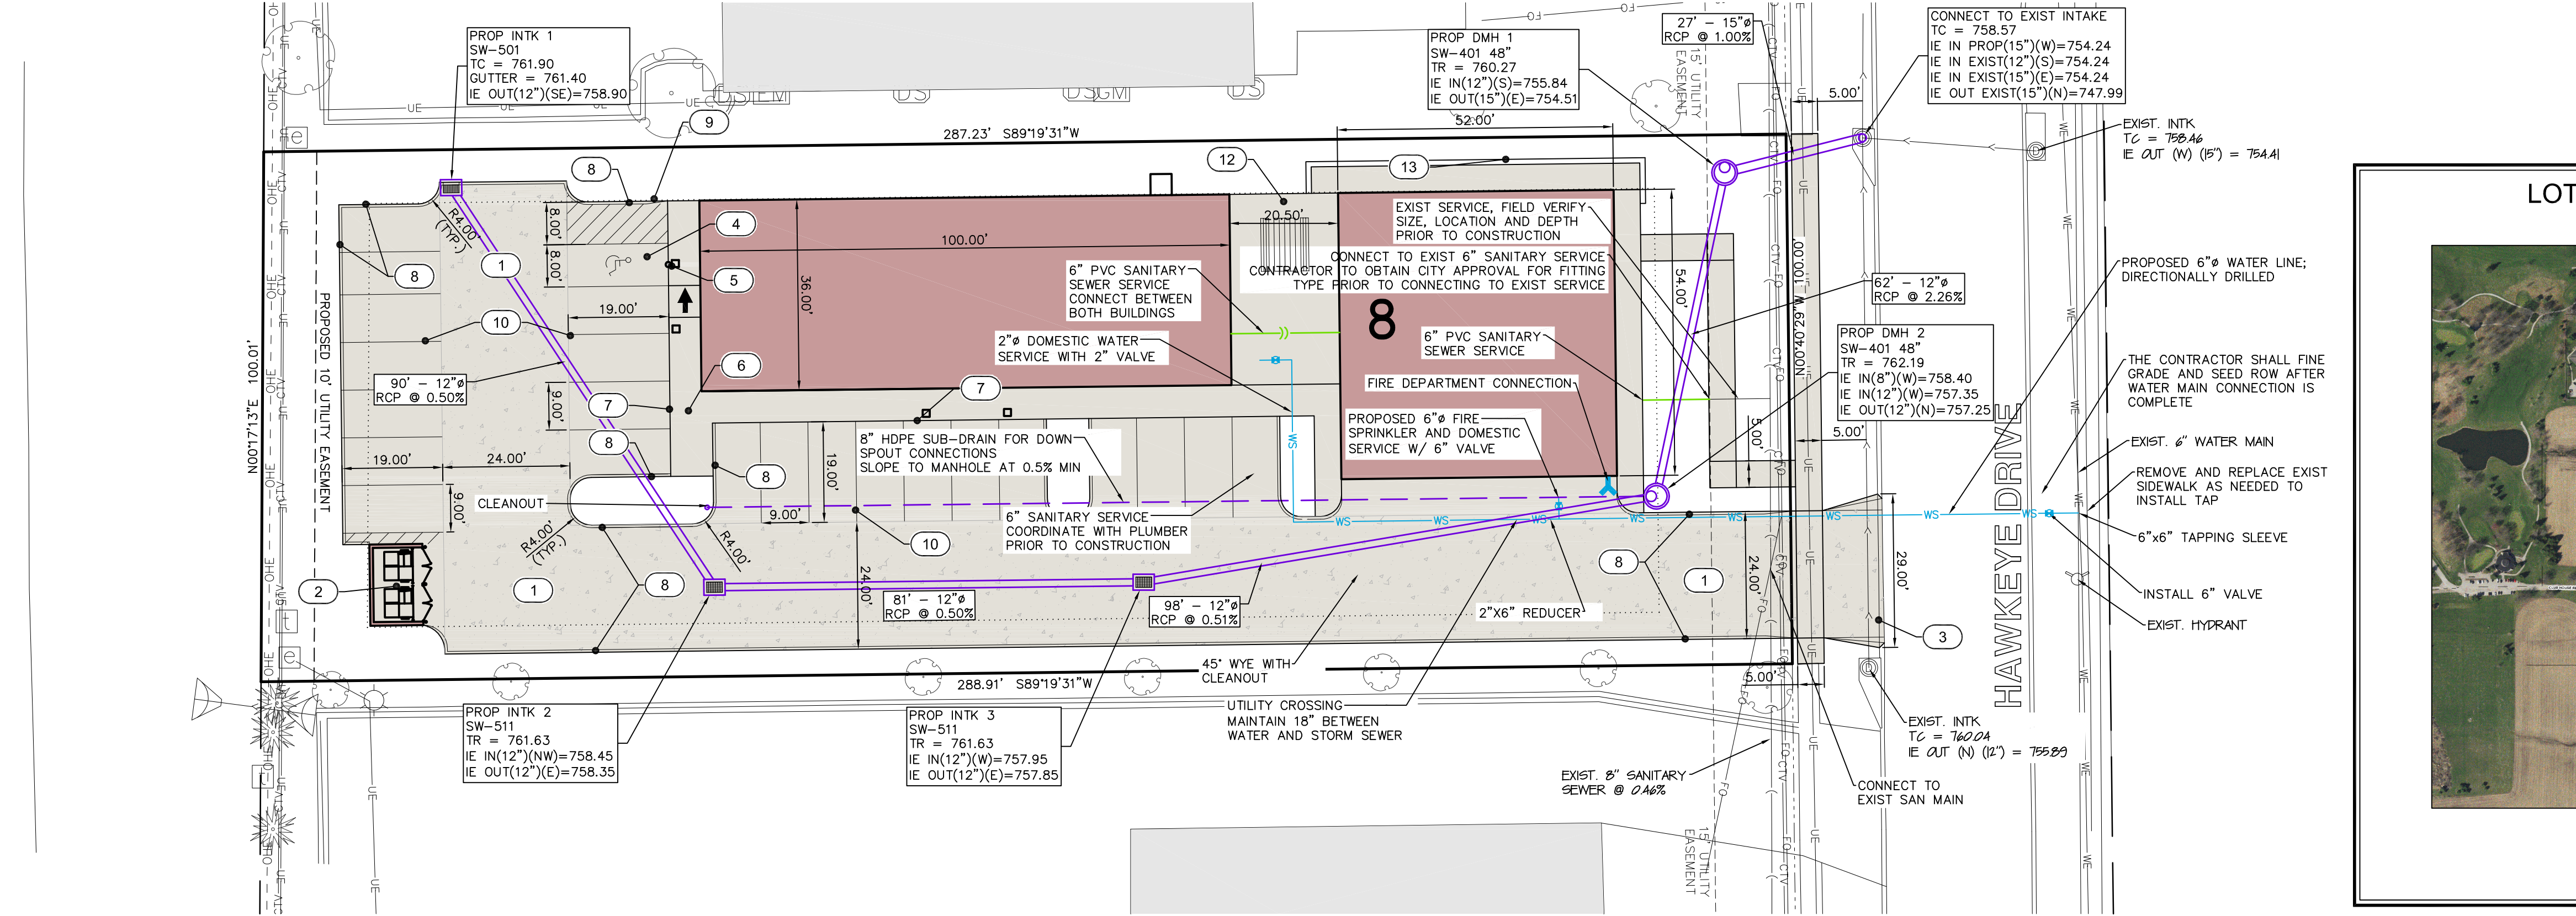 PROP INTK 1
SW-501
TC = 761.90
GUTTER = 761.40
IE OUT(12")(SE)=758.90
PROP DMH 1
SW-401 48"
TR = 760.27
IE IN(12")(S)=755.84
IE OUT(15")(E)=754.51
27' - 15"ø
RCP @ 1.00%
CONNECT TO EXIST INTAKE
TC = 758.57
IE IN PROP(15")(W)=754.24
IE IN EXIST(12")(S)=754.24
IE IN EXIST(15")(E)=754.24
IE OUT EXIST(15")(N)=747.99
15' UTILITY
EASEMENT
5.00'
EXIST. INTK
TC = 758.46
IE OUT (W) (15") = 754.41
287.23' S89°19'31"W
52.00'
9
8
12
13
LOT
R4.00'
(TYP.)
8.00'
8.00'
4
5
1
8
10
19.00'
100.00'
36.00'
20.50'
EXIST SERVICE, FIELD VERIFY
SIZE, LOCATION AND DEPTH
PRIOR TO CONSTRUCTION
CONNECT TO EXIST 6" SANITARY SERVICE
CONTRACTOR TO OBTAIN CITY APPROVAL FOR FITTING
TYPE PRIOR TO CONNECTING TO EXIST SERVICE
54.00'
N00°40'29"W 100.00'
6" PVC SANITARY
SEWER SERVICE
CONNECT BETWEEN
BOTH BUILDINGS
8
2"ø DOMESTIC WATER
SERVICE WITH 2" VALVE
6" PVC SANITARY
SEWER SERVICE
FIRE DEPARTMENT CONNECTION
PROPOSED 6"ø FIRE
SPRINKLER AND DOMESTIC
SERVICE W/ 6" VALVE
62' - 12"ø
RCP @ 2.26%
PROP DMH 2
SW-401 48"
TR = 762.19
IE IN(8")(W)=758.40
IE IN(12")(W)=757.35
IE OUT(12")(N)=757.25
PROPOSED 6"ø WATER LINE;
DIRECTIONALLY DRILLED
THE CONTRACTOR SHALL FINE
GRADE AND SEED ROW AFTER
WATER MAIN CONNECTION IS
COMPLETE
EXIST. 6" WATER MAIN
REMOVE AND REPLACE EXIST
SIDEWALK AS NEEDED TO
INSTALL TAP
6"x6" TAPPING SLEEVE
INSTALL 6" VALVE
EXIST. HYDRANT
HAWKEYE DRIVE
N00°17'13"E 100.01'
PROPOSED 10' UTILITY EASEMENT
90' - 12"ø
RCP @ 0.50%
6
7
7
8
8
9.00'
19.00'
24.00'
9.00'
CLEANOUT
R4.00'
(TYP.)
R4.00'
19.00'
9.00'
8" HDPE SUB-DRAIN FOR DOWN
SPOUT CONNECTIONS
SLOPE TO MANHOLE AT 0.5% MIN
6" SANITARY SERVICE
COORDINATE WITH PLUMBER
PRIOR TO CONSTRUCTION
10
24.00'
2
1
8
81' - 12"ø
RCP @ 0.50%
98' - 12"ø
RCP @ 0.51%
2"X6" REDUCER
8
1
24.00'
29.00'
5.00'
5.00'
3
WS WS WS WS WS WS WS WS
45° WYE WITH
CLEANOUT
288.91' S89°19'31"W
5.00'
UTILITY CROSSING
MAINTAIN 18" BETWEEN
WATER AND STORM SEWER
PROP INTK 2
SW-511
TR = 761.63
IE IN(12")(NW)=758.45
IE OUT(12")(E)=758.35
PROP INTK 3
SW-511
TR = 761.63
IE IN(12")(W)=757.95
IE OUT(12")(E)=757.85
EXIST. INTK
TC = 760.04
IE OUT (N) (12") = 755.89
EXIST. 8" SANITARY
SEWER @ 0.46%
CONNECT TO
EXIST SAN MAIN
15' UTILITY
EASEMENT